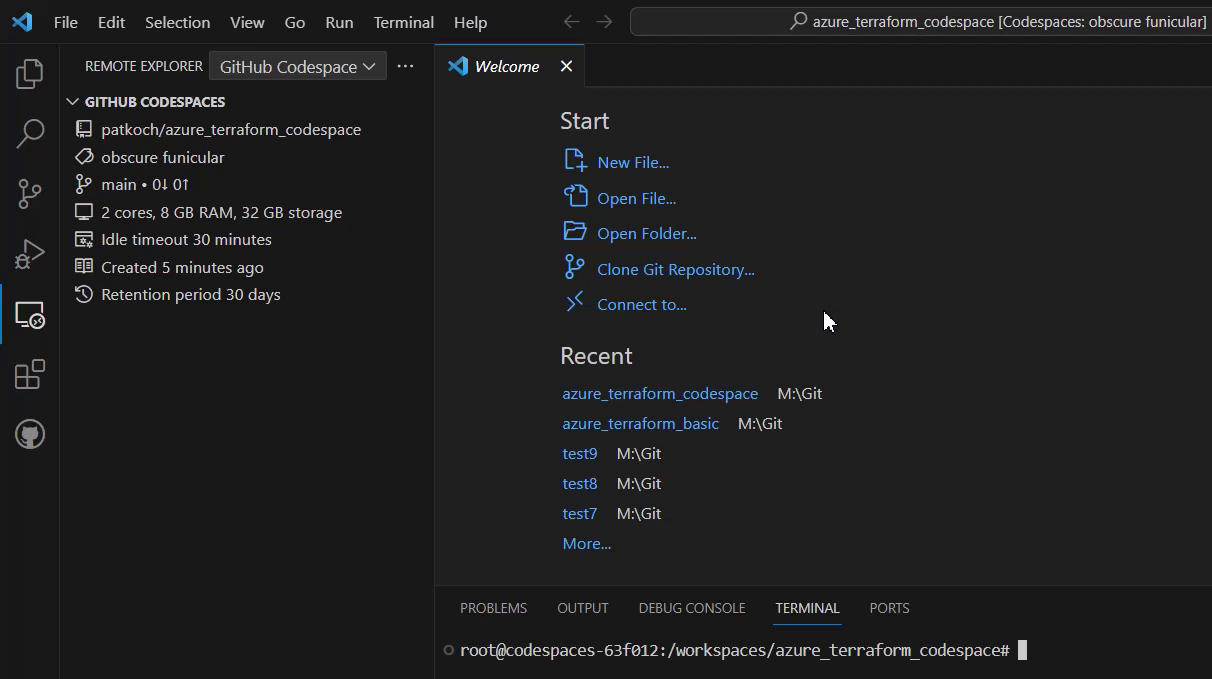 File Edit Selection View Go Run Terminal Help
azure_terraform_codespace [Codespaces: obscure funicular]
REMOTE EXPLORER GitHub Codespace ...
GITHUB CODESPACES
patkoch/azure_terraform_codespace
obscure funicular
main • 0↓ 0↑
2 cores, 8 GB RAM, 32 GB storage
Idle timeout 30 minutes
Created 5 minutes ago
Retention period 30 days
Welcome
Start
New File...
Open File...
Open Folder...
Clone Git Repository...
Connect to...
Recent
azure_terraform_codespace M:\Git
azure_terraform_basic M:\Git
test9 M:\Git
test8 M:\Git
test7 M:\Git
More...
PROBLEMS OUTPUT DEBUG CONSOLE TERMINAL PORTS
root@codespaces-63f012:/workspaces/azure_terraform_codespace#